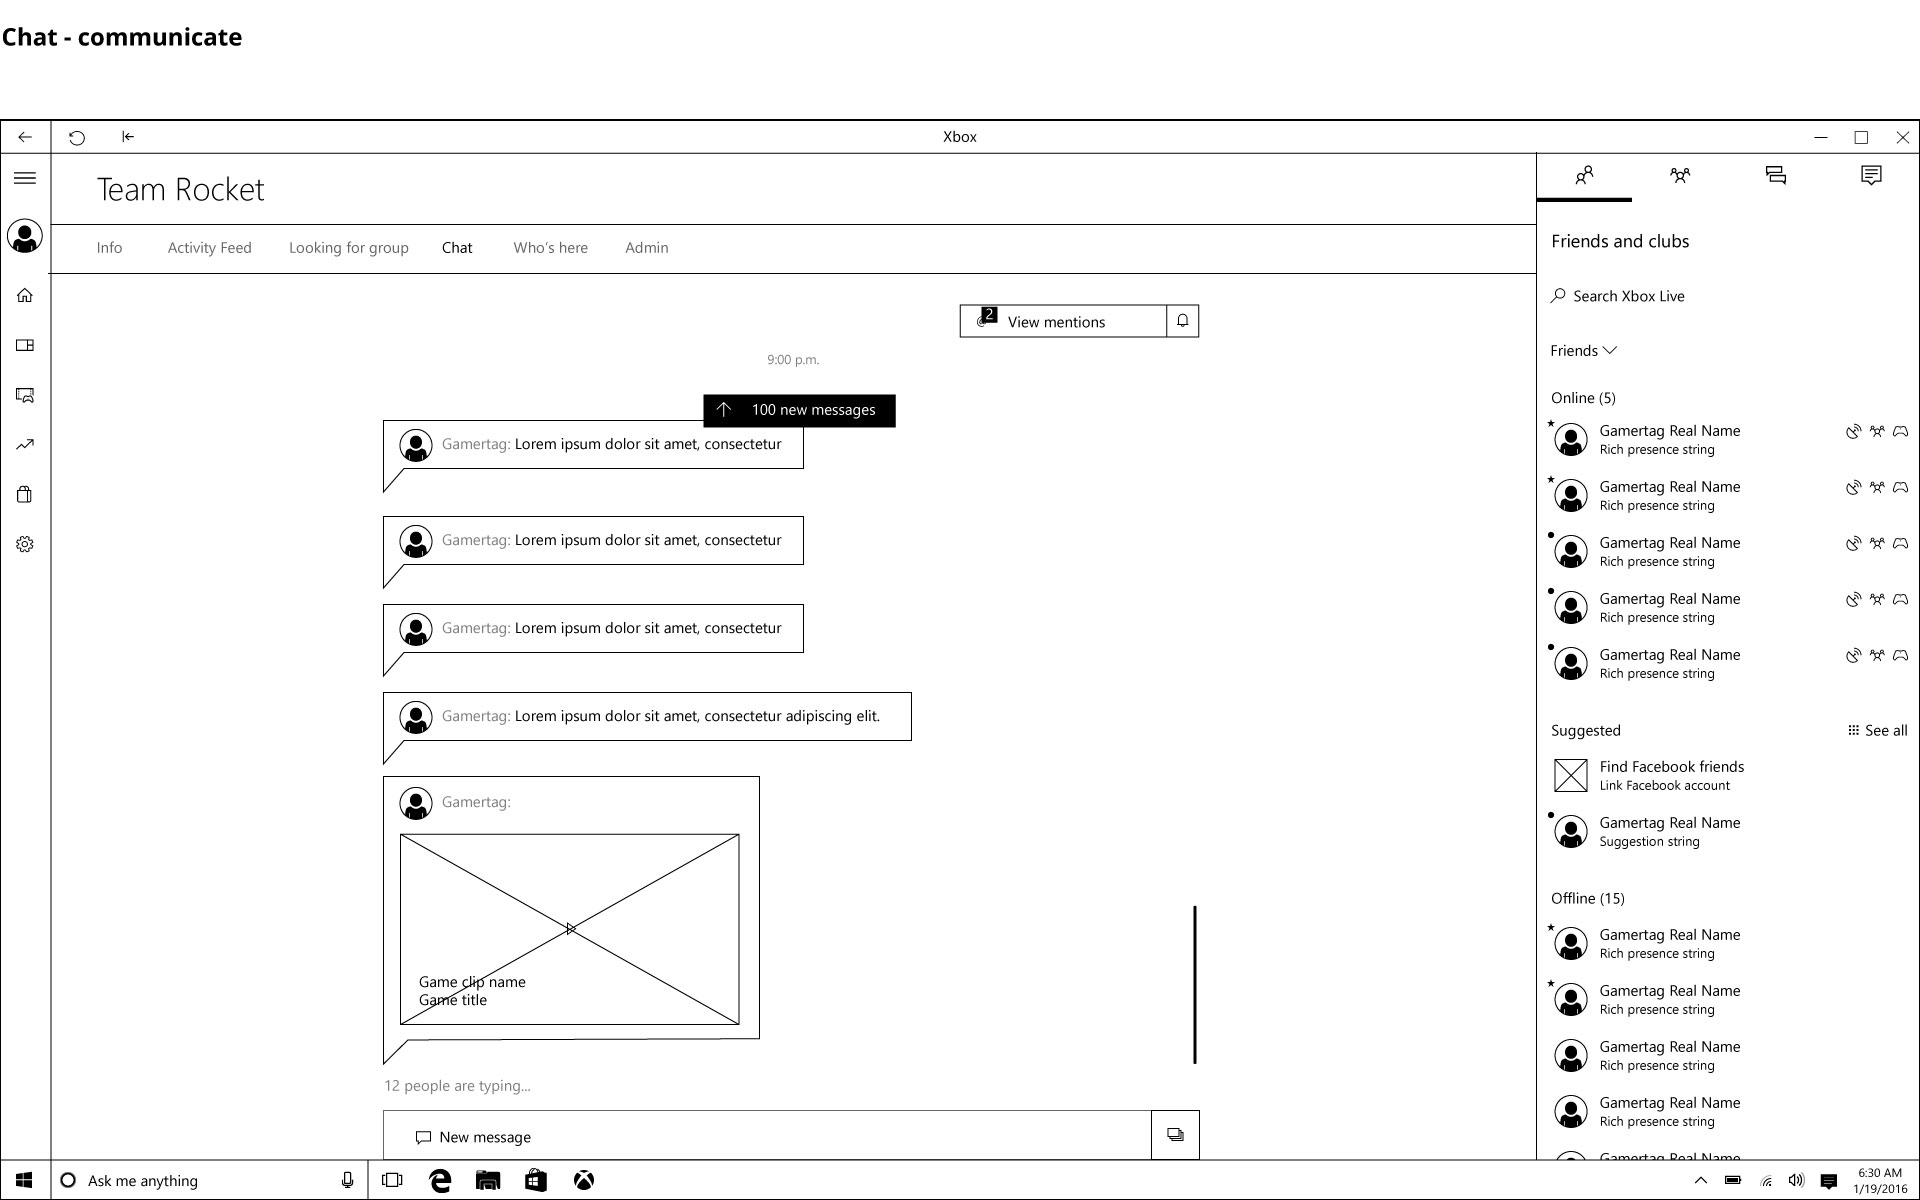 Chat - communicate
Xbox
Team Rocket
Info
Activity Feed
Looking for group
Chat
Who's here
Admin
2
View mentions
9:00 p.m.
100 new messages
Gamertag: Lorem ipsum dolor sit amet, consectetur
Gamertag: Lorem ipsum dolor sit amet, consectetur
Gamertag: Lorem ipsum dolor sit amet, consectetur
Gamertag: Lorem ipsum dolor sit amet, consectetur adipiscing elit.
Gamertag:
Game clip name
Game title
12 people are typing...
New message
Friends and clubs
Search Xbox Live
Friends
Online (5)
Gamertag Real Name
Rich presence string
Gamertag Real Name
Rich presence string
Gamertag Real Name
Rich presence string
Gamertag Real Name
Rich presence string
Gamertag Real Name
Rich presence string
Suggested
See all
Find Facebook friends
Link Facebook account
Gamertag Real Name
Suggestion string
Offline (15)
Gamertag Real Name
Rich presence string
Gamertag Real Name
Rich presence string
Gamertag Real Name
Rich presence string
Gamertag Real Name
Rich presence string
Gamertag Real Name
Ask me anything
6:30 AM
1/19/2016